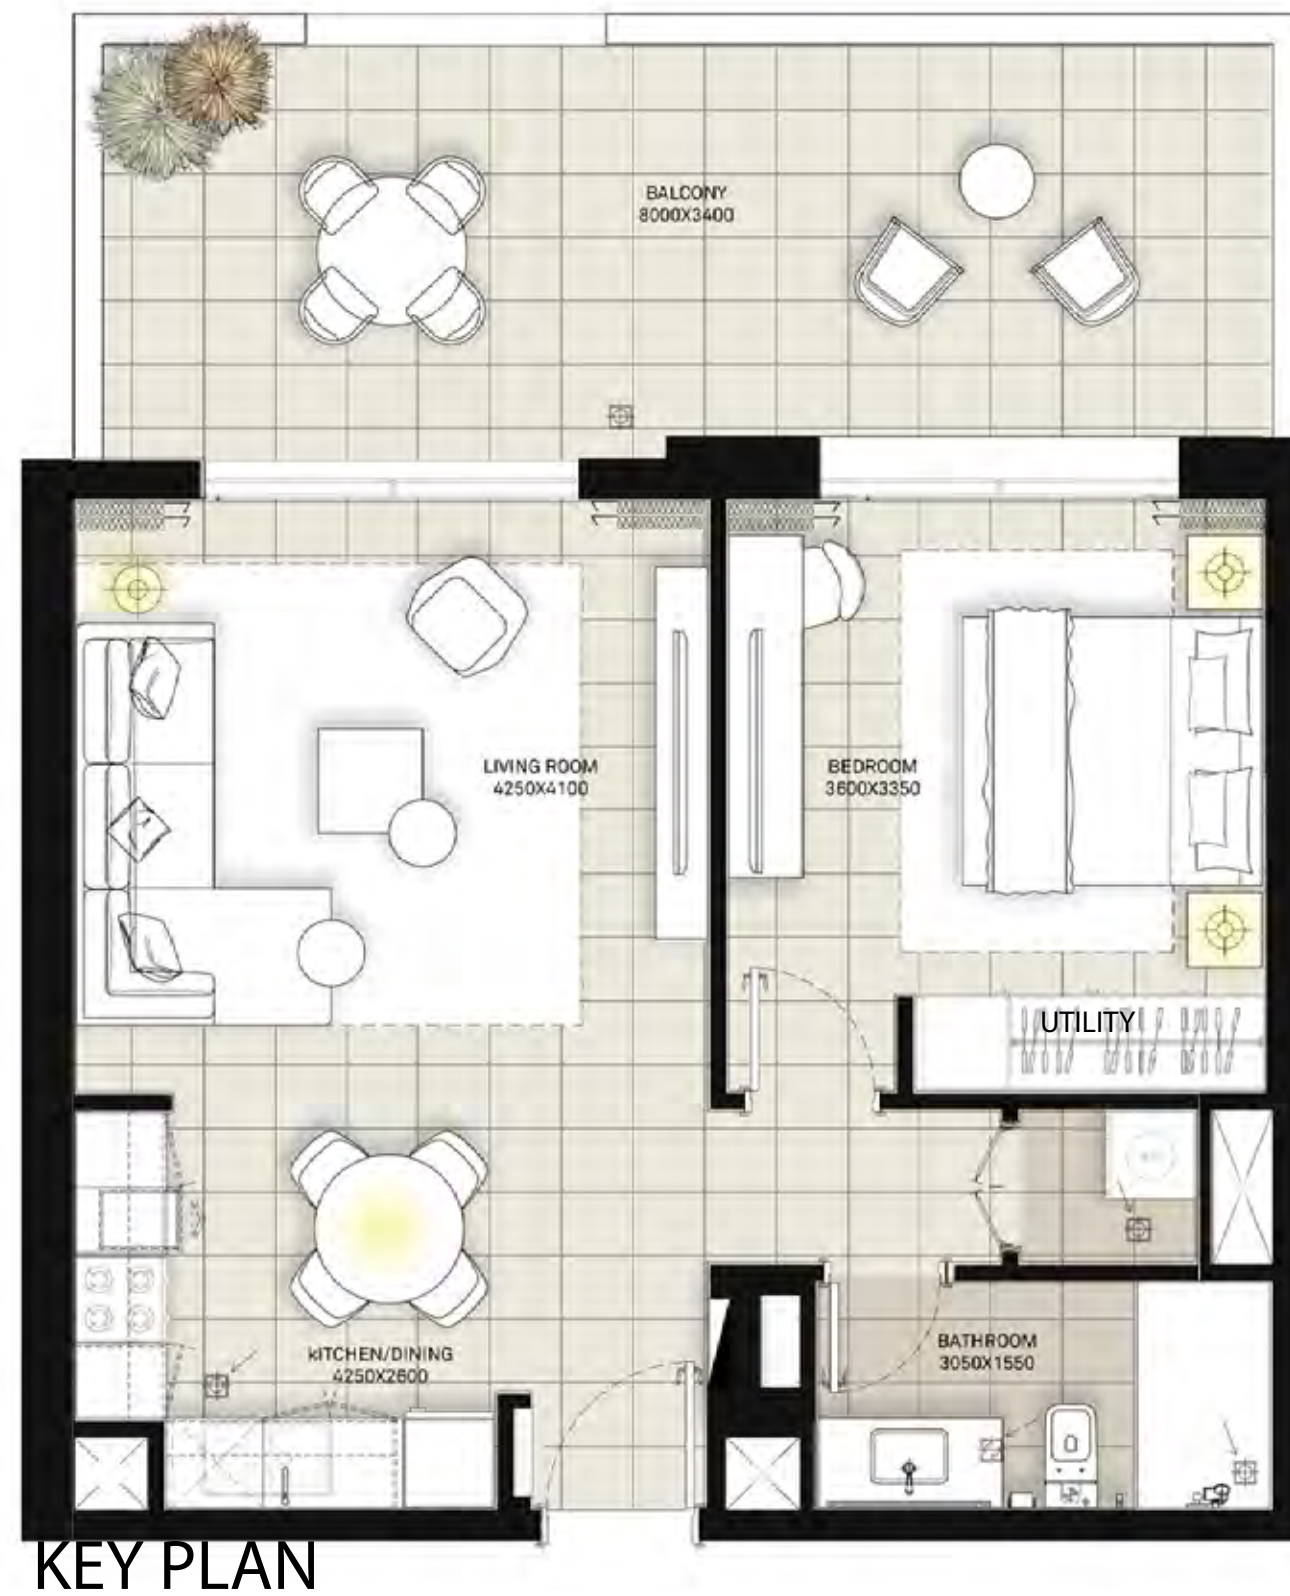 BALCONY
8000X3400
LIVING ROOM
4250X4100
BEDROOM
3600X3350
UTILITY
kITCHEN/DINING
4250X2600
BATHROOM
3050X1550
KEY PLAN